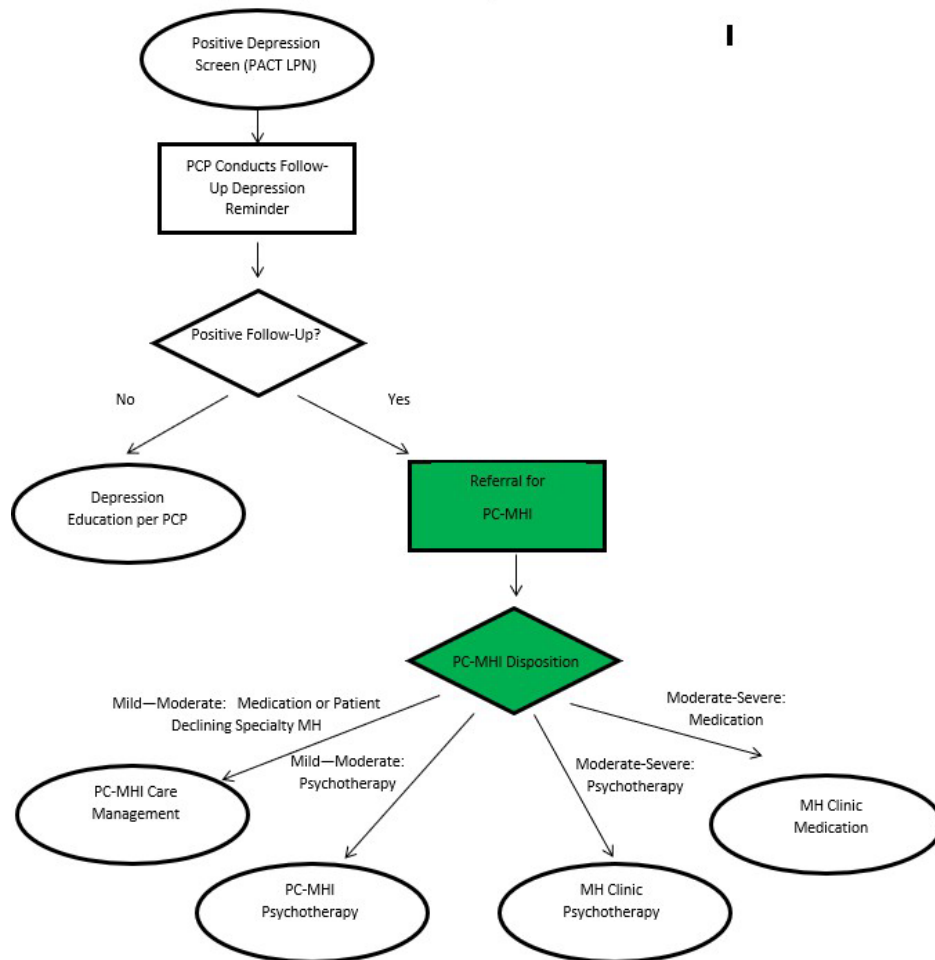 I
Positive Depression
Screen (PACT LPN)
PCP Conducts Follow-
Up Depression
Reminder
Positive Follow-Up?
No
Yes
Depression
Education per PCP
Referral for
PC-MHI
PC-MHI Disposition
Mild—Moderate: Medication or Patient
Declining Specialty MH
Mild—Moderate:
Psychotherapy
Moderate-Severe:
Psychotherapy
Moderate-Severe:
Medication
PC-MHI Care
Management
PC-MHI
Psychotherapy
MH Clinic
Psychotherapy
MH Clinic
Medication